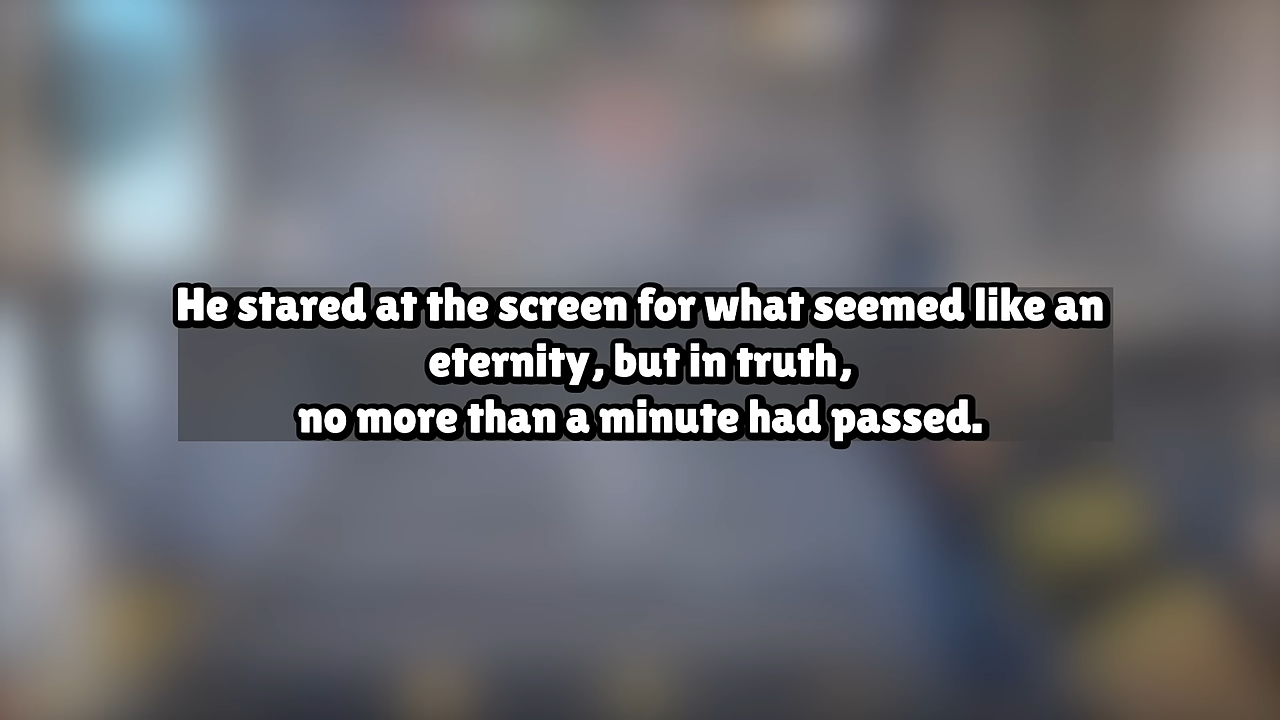 He stared at the screen for what seemed like an
eternity, but in truth,
no more than a minute had passed.